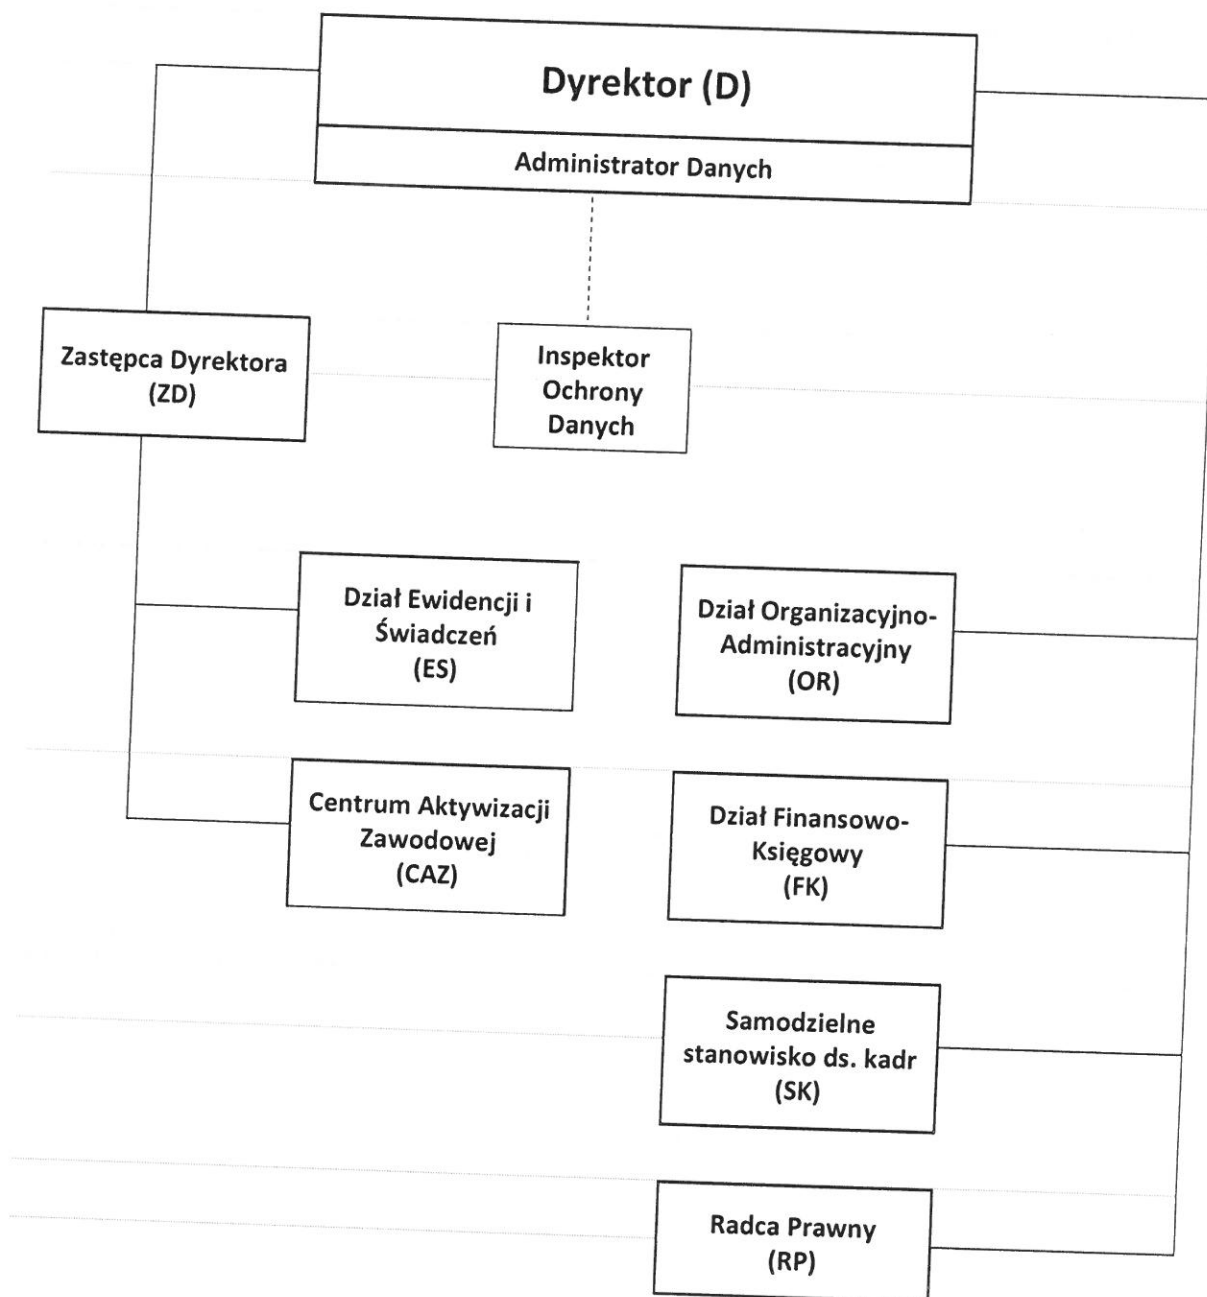 Dyrektor (D)
Administrator Danych
Zastępca Dyrektora
(ZD)
Inspektor
Ochrony
Danych
Dział Ewidencji i
Świadczeń
(ES)
Dział Organizacyjno-
Administracyjny
(OR)
Centrum Aktywizacji
Zawodowej
(CAZ)
Dział Finansowo-
Księgowy
(FK)
Samodzielne
stanowisko ds. kadr
(SK)
Radca Prawny
(RP)